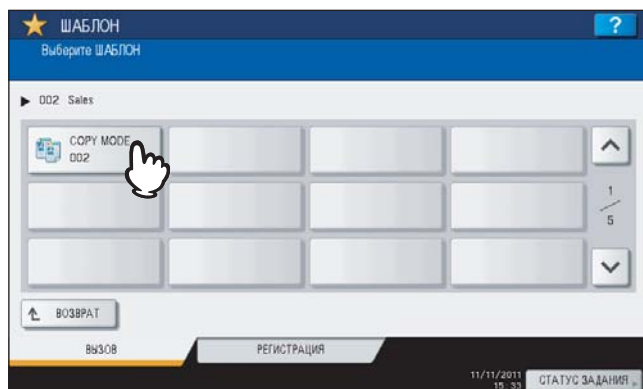 ШАБЛОН
?
Выберите ШАБЛОН
002 Sales
COPY MODE
002
1
5
ВОЗВРАТ
ВЫЗОВ
РЕГИСТРАЦИЯ
11/11/2011
15:33
СТАТУС ЗАДАНИЯ